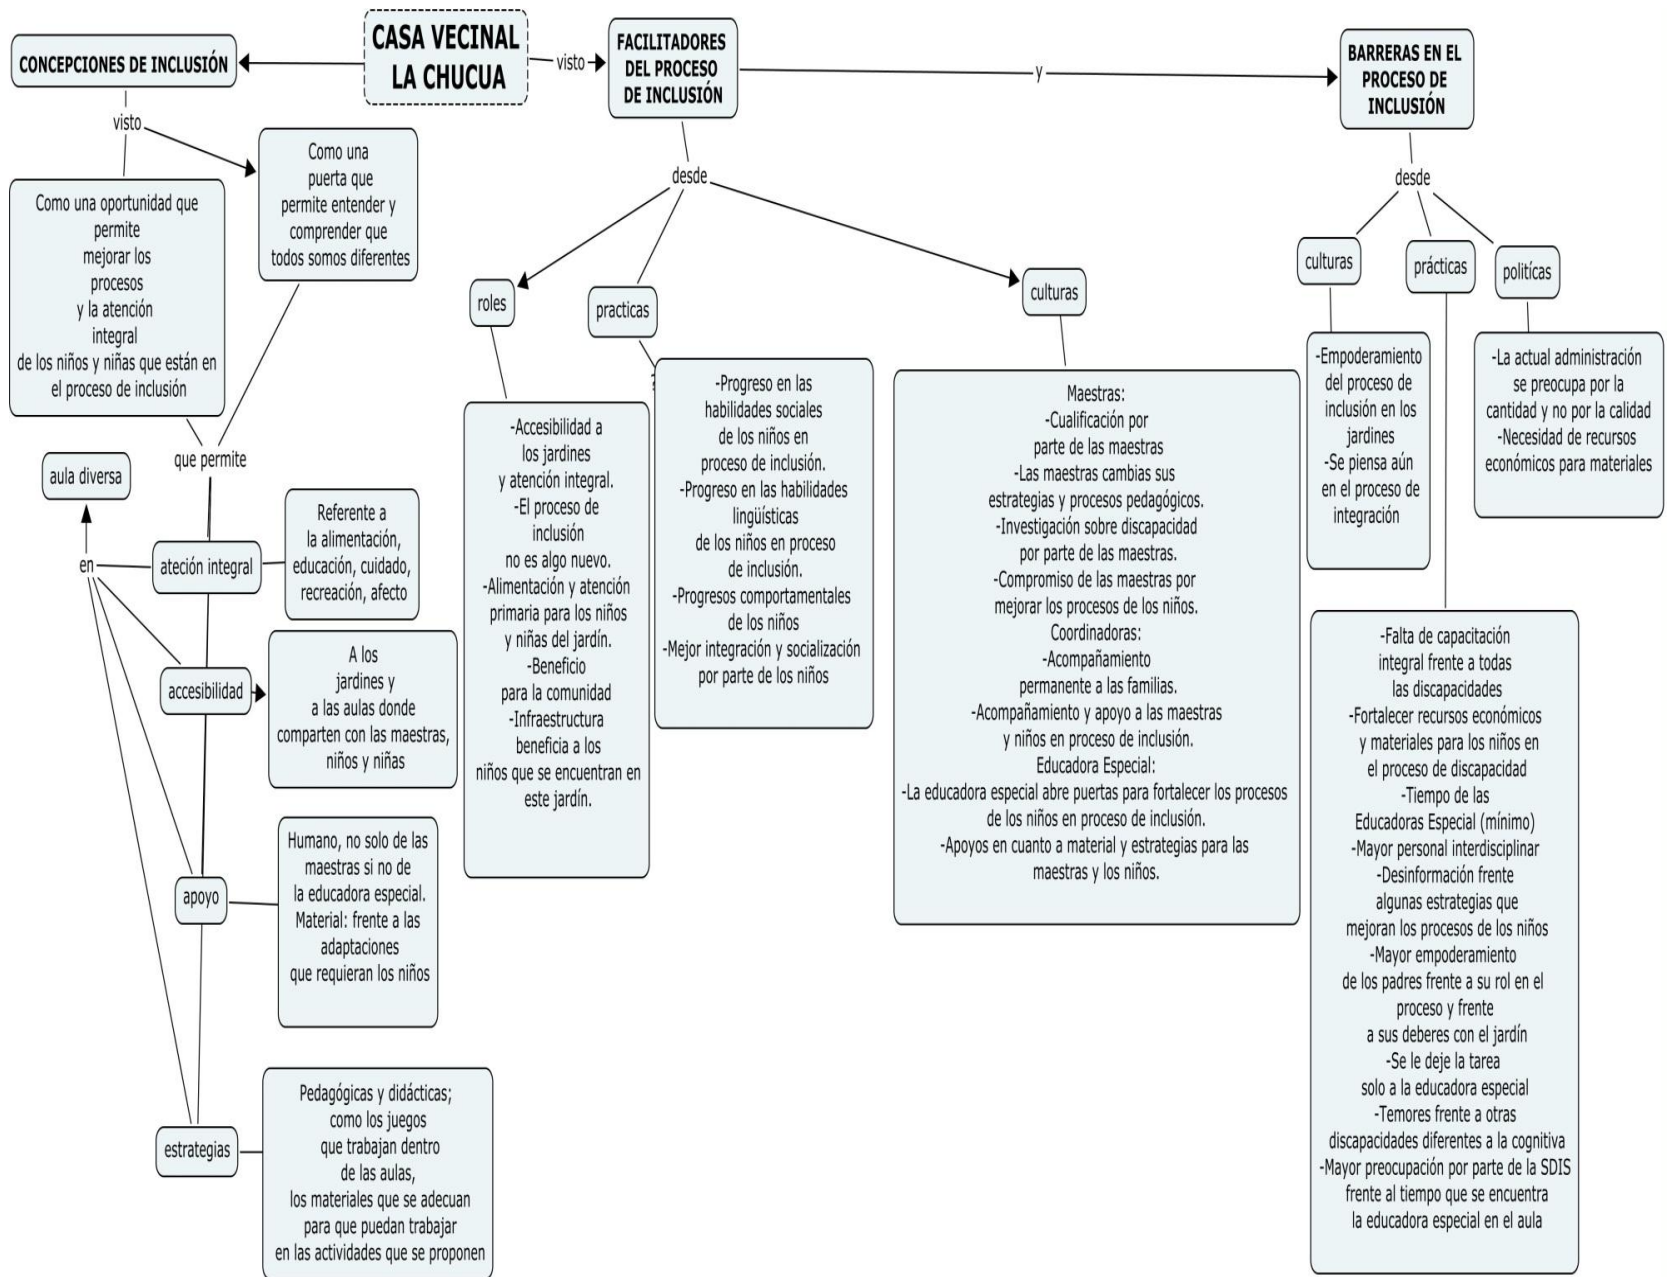 CASA VECINAL
LA CHUCUA
CONCEPCIONES DE INCLUSIÓN
visto
Como una oportunidad que
permite
mejorar los
procesos
y la atención
integral
de los niños y niñas que están en
el proceso de inclusión
Como una
puerta que
permite entender y
comprender que
todos somos diferentes
que permite
aula diversa
en
ateción integral
Referente a
la alimentación,
educación, cuidado,
recreación, afecto
accesibilidad
A los
jardines y
a las aulas donde
comparten con las maestras,
niños y niñas
apoyo
Humano, no solo de las
maestras si no de
la educadora especial.
Material: frente a las
adaptaciones
que requieran los niños
estrategias
Pedagógicas y didácticas;
como los juegos
que trabajan dentro
de las aulas,
los materiales que se adecuan
para que puedan trabajar
en las actividades que se proponen
visto
FACILITADORES
DEL PROCESO
DE INCLUSIÓN
desde
roles
-Accesibilidad a
los jardines
y atención integral.
-El proceso de
inclusión
no es algo nuevo.
-Alimentación y atención
primaria para los niños
y niñas del jardín.
-Beneficio
para la comunidad
-Infraestructura
beneficia a los
niños que se encuentran en
este jardín.
practicas
-Progreso en las
habilidades sociales
de los niños en
proceso de inclusión.
-Progreso en las habilidades
lingüísticas
de los niños en proceso
de inclusión.
-Progresos comportamentales
de los niños
-Mejor integración y socialización
por parte de los niños
culturas
Maestras:
-Cualificación por
parte de las maestras
-Las maestras cambias sus
estrategias y procesos pedagógicos.
-Investigación sobre discapacidad
por parte de las maestras.
-Compromiso de las maestras por
mejorar los procesos de los niños.
Coordinadoras:
-Acompañamiento
permanente a las familias.
-Acompañamiento y apoyo a las maestras
y niños en proceso de inclusión.
Educadora Especial:
-La educadora especial abre puertas para fortalecer los procesos
de los niños en proceso de inclusión.
-Apoyos en cuanto a material y estrategias para las
maestras y los niños.
y
BARRERAS EN EL
PROCESO DE
INCLUSIÓN
desde
culturas
-Empoderamiento
del proceso de
inclusión en los
jardines
-Se piensa aún
en el proceso de
integración
prácticas
-Falta de capacitación
integral frente a todas
las discapacidades
-Fortalecer recursos económicos
y materiales para los niños en
el proceso de discapacidad
-Tiempo de las
Educadoras Especial (mínimo)
-Mayor personal interdisciplinar
-Desinformación frente
algunas estrategias que
mejoran los procesos de los niños
-Mayor empoderamiento
de los padres frente a su rol en el
proceso y frente
a sus deberes con el jardín
-Se le deje la tarea
solo a la educadora especial
-Temores frente a otras
discapacidades diferentes a la cognitiva
-Mayor preocupación por parte de la SDIS
frente al tiempo que se encuentra
la educadora especial en el aula
politícas
-La actual administración
se preocupa por la
cantidad y no por la calidad
-Necesidad de recursos
económicos para materiales